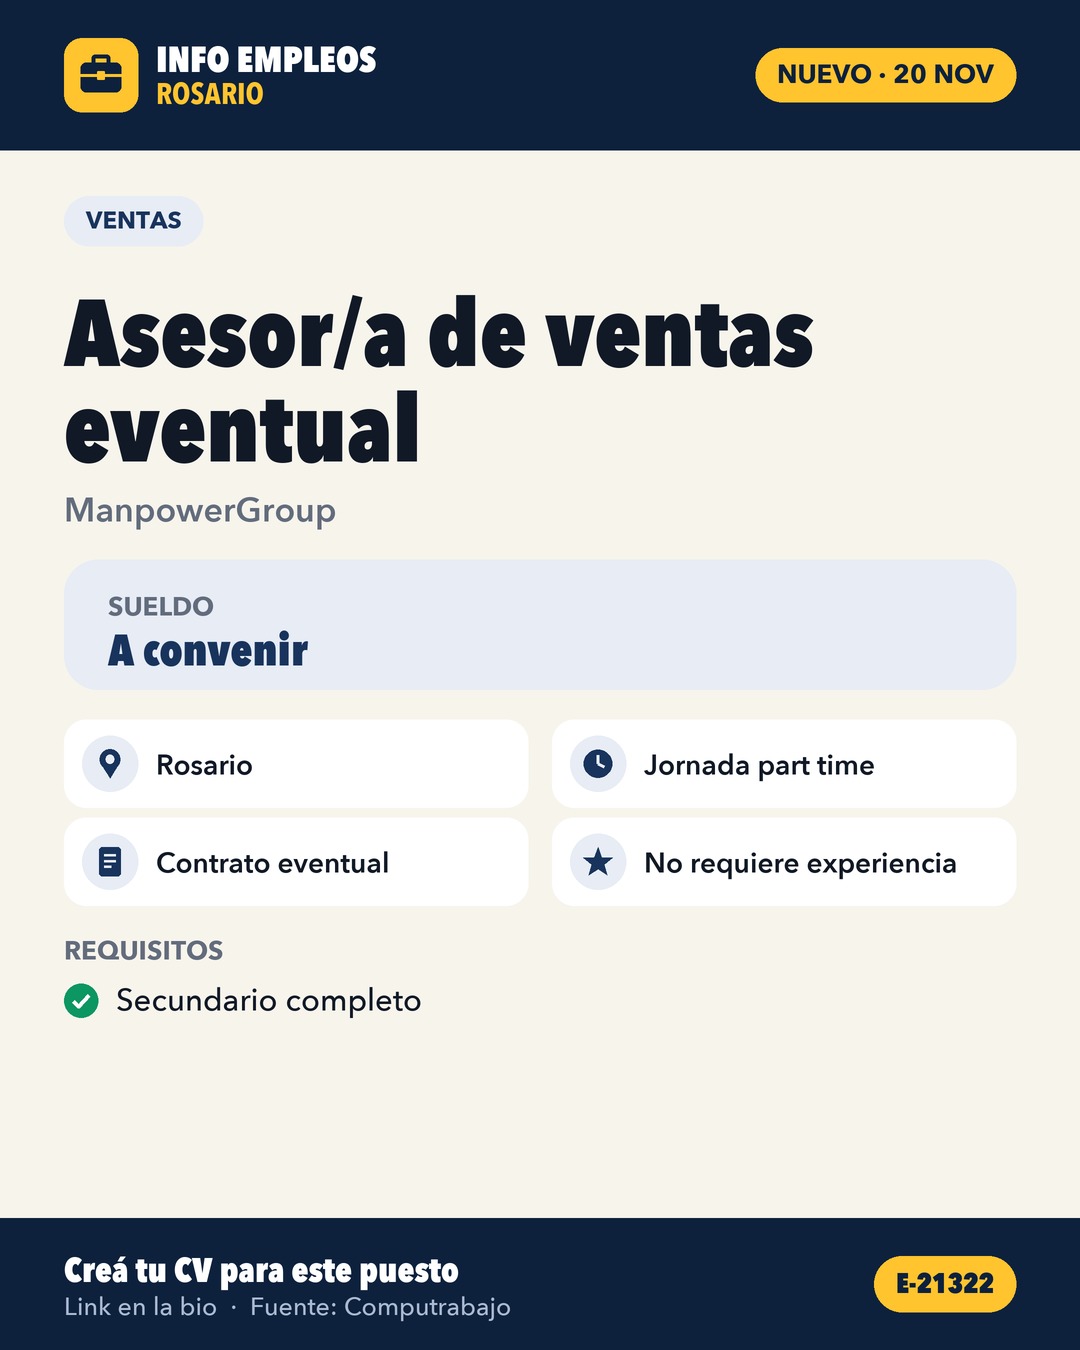 INFO EMPLEOS
ROSARIO
NUEVO · 20 NOV
VENTAS
Asesor/a de ventas
eventual
ManpowerGroup
SUELDO
A convenir
Rosario
Jornada part time
Contrato eventual
No requiere experiencia
REQUISITOS
Secundario completo
Creá tu CV para este puesto
Link en la bio · Fuente: Computrabajo
E-21322